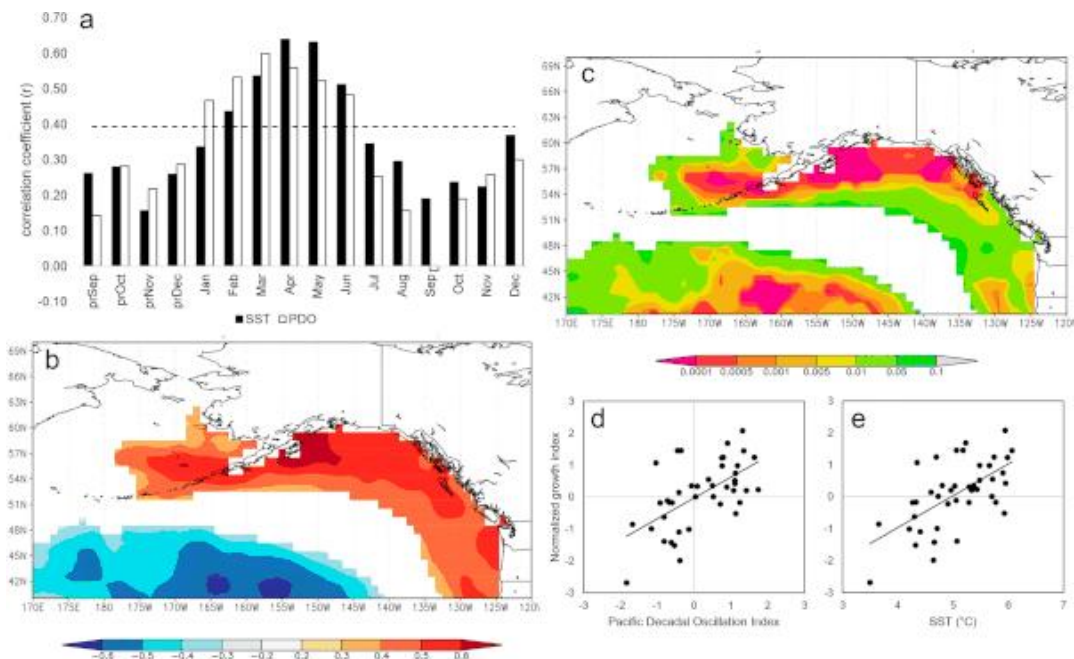 a
0.70
0.60
0.50
0.40
0.30
0.20
0.10
0.00
-0.10
correlation coefficient (r)
prSep prOct prNov prDec Jan Feb Mar Apr May Jun Jul Aug Sep Oct Nov Dec
SST PDO
b
69N
66N
63N
60N
57N
54N
51N
48N
45N
42N
170E 175E 180 175W 170W 165W 160W 155W 150W 145W 140W 135W 130W 125W 120W
-0.6 -0.5 -0.4 -0.3 -0.2 0.2 0.3 0.4 0.5 0.6
c
69N
66N
63N
60N
57N
54N
51N
48N
45N
42N
170E 175E 180 175W 170W 165W 160W 155W 150W 145W 140W 135W 130W 125W 120W
0.0001 0.0005 0.001 0.005 0.01 0.05 0.1
d
3
2
1
0
-1
-2
-3
Normalized growth index
-3 -2 -1 0 1 2 3
Pacific Decadal Oscillation Index
e
3
2
1
0
-1
-2
-3
3 4 5 6 7
SST (°C)